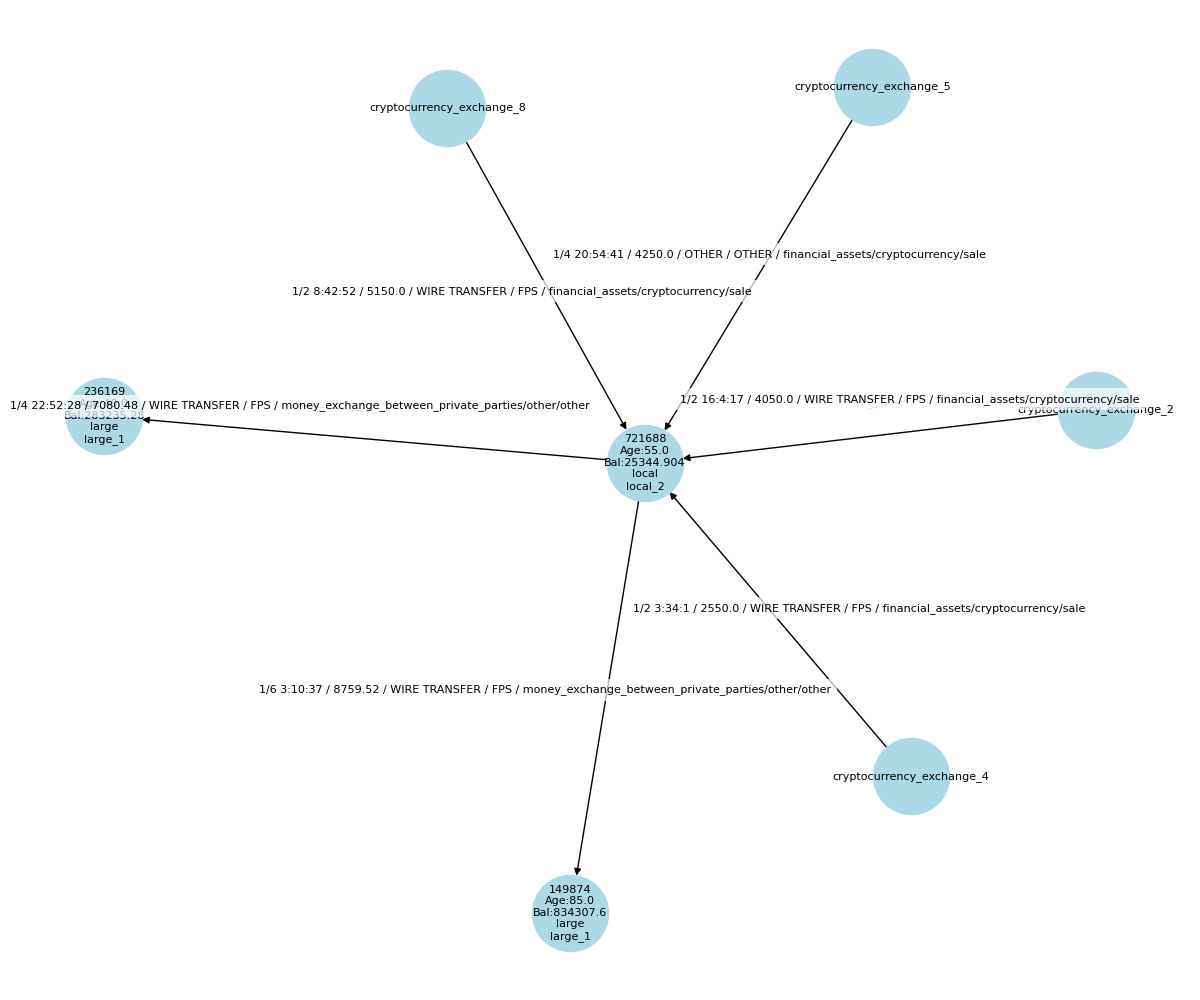 cryptocurrency_exchange_5
cryptocurrency_exchange_8
1/4 20:54:41 / 4250.0 / OTHER / OTHER / financial_assets/cryptocurrency/sale
1/2 8:42:52 / 5150.0 / WIRE TRANSFER / FPS / financial_assets/cryptocurrency/sale
236169
1/4 22:52:28 / 7080.48 / WIRE TRANSFER / FPS / money_exchange_between_private_parties/other/other
large
large_1
1/2 16:4:17 / 4050.0 / WIRE TRANSFER / FPS / financial_assets/cryptocurrency/sale
cryptocurrency_exchange_2
721688
Age:55.0
Bal:25344.904
local
local_2
1/2 3:34:1 / 2550.0 / WIRE TRANSFER / FPS / financial_assets/cryptocurrency/sale
1/6 3:10:37 / 8759.52 / WIRE TRANSFER / FPS / money_exchange_between_private_parties/other/other
cryptocurrency_exchange_4
149874
Age:85.0
Bal:834307.6
large
large_1